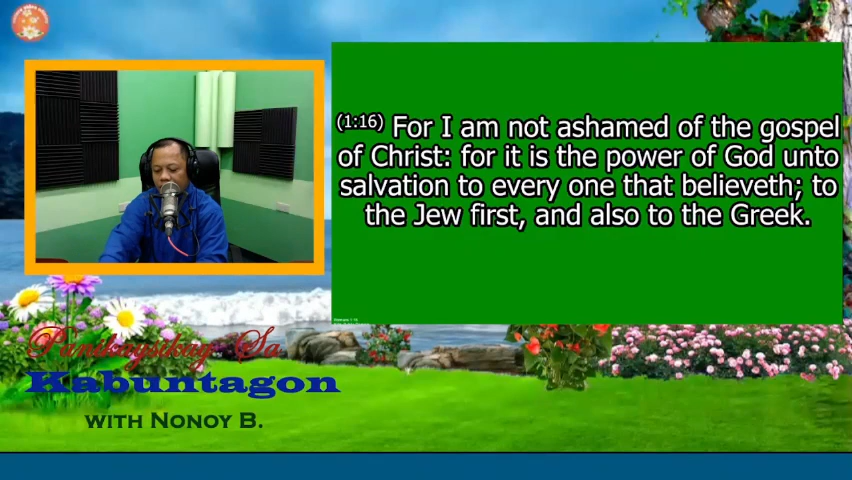 (1:16) For I am not ashamed of the gospel
of Christ: for it is the power of God unto
salvation to every one that believeth; to
the Jew first, and also to the Greek.
Panikaysikay Sa
Kabuntagon
WITH NONOY B.